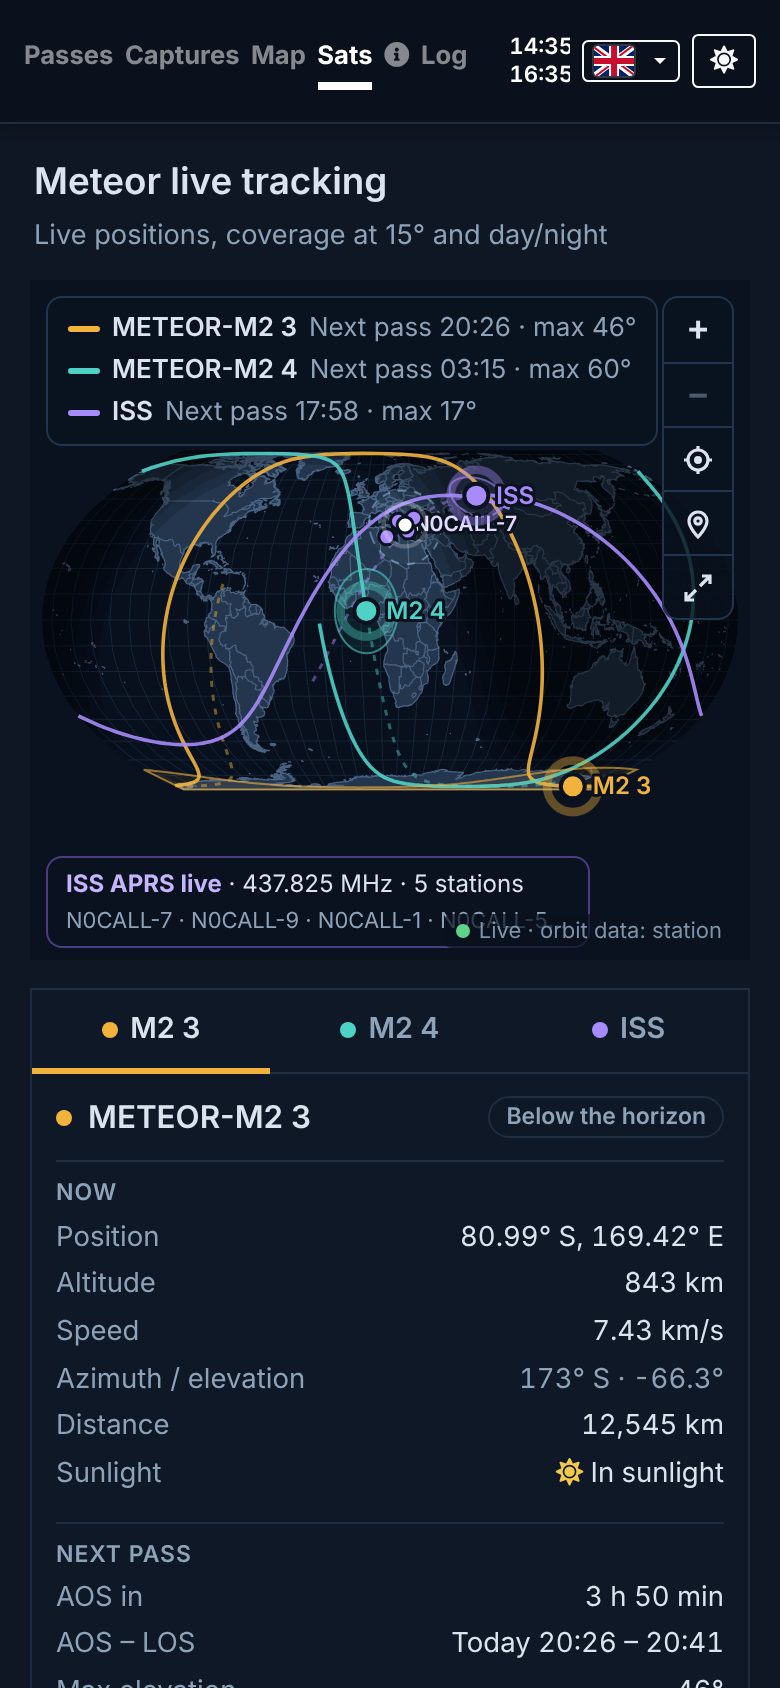 Passes Captures Map Sats Log
14:35
16:35
Meteor live tracking
Live positions, coverage at 15° and day/night
METEOR-M2 3 Next pass 20:26 · max 46°
METEOR-M2 4 Next pass 03:15 · max 60°
ISS Next pass 17:58 · max 17°
+
−
ISS
N0CALL-7
M2 4
M2 3
ISS APRS live · 437.825 MHz · 5 stations
N0CALL-7 · N0CALL-9 · N0CALL-1 · N0CALL-5
Live · orbit data: station
M2 3 M2 4 ISS
METEOR-M2 3 Below the horizon
NOW
Position 80.99° S, 169.42° E
Altitude 843 km
Speed 7.43 km/s
Azimuth / elevation 173° S · -66.3°
Distance 12,545 km
Sunlight In sunlight
NEXT PASS
AOS in 3 h 50 min
AOS – LOS Today 20:26 – 20:41
Max elevation 46°